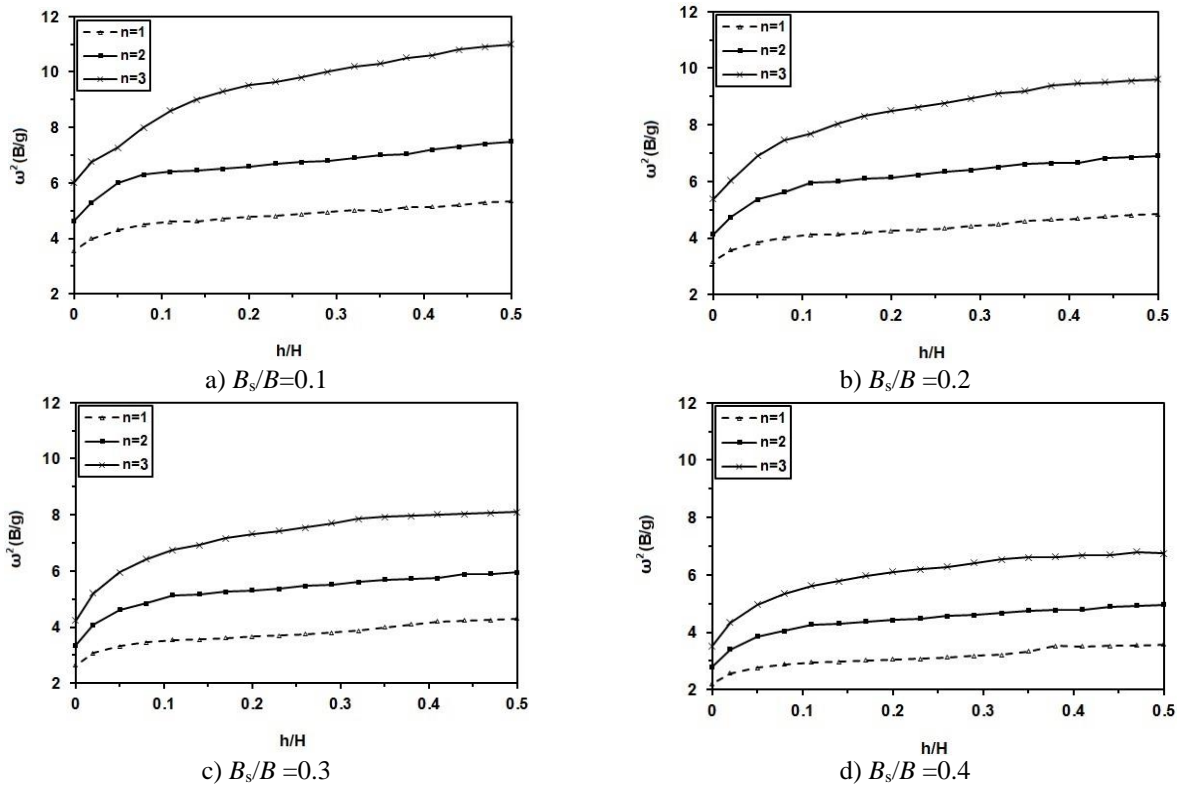 n=1
n=2
n=3
12
10
8
6
4
2
ω² (B/g)
0 0.1 0.2 0.3 0.4 0.5
h/H
a) Bs/B=0.1
n=1
n=2
n=3
12
10
8
6
4
2
ω² (B/g)
0 0.1 0.2 0.3 0.4 0.5
h/H
b) Bs/B =0.2
n=1
n=2
n=3
12
10
8
6
4
2
ω² (B/g)
0 0.1 0.2 0.3 0.4 0.5
h/H
c) Bs/B =0.3
n=1
n=2
n=3
12
10
8
6
4
2
ω² (B/g)
0 0.1 0.2 0.3 0.4 0.5
h/H
d) Bs/B =0.4